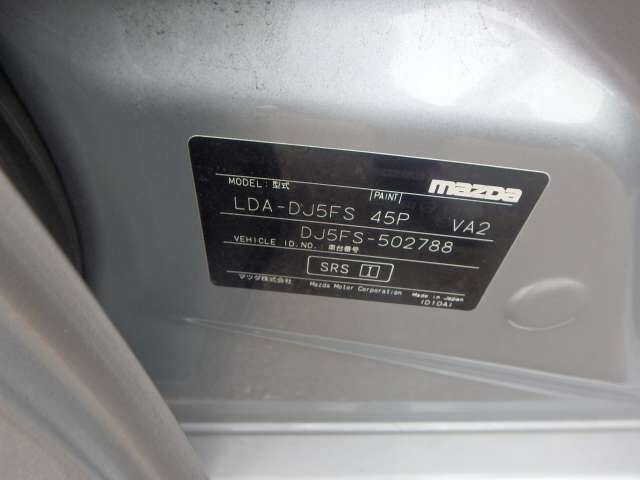 mazda
MODEL: 型式 PAINT
LDA-DJ5FS 45P VA2
DJ5FS-502788
VEHICLE ID.NO. 車台番号
SRS
マツダ株式会社 Mazda Motor Corporation Made in Japan
ID10A1